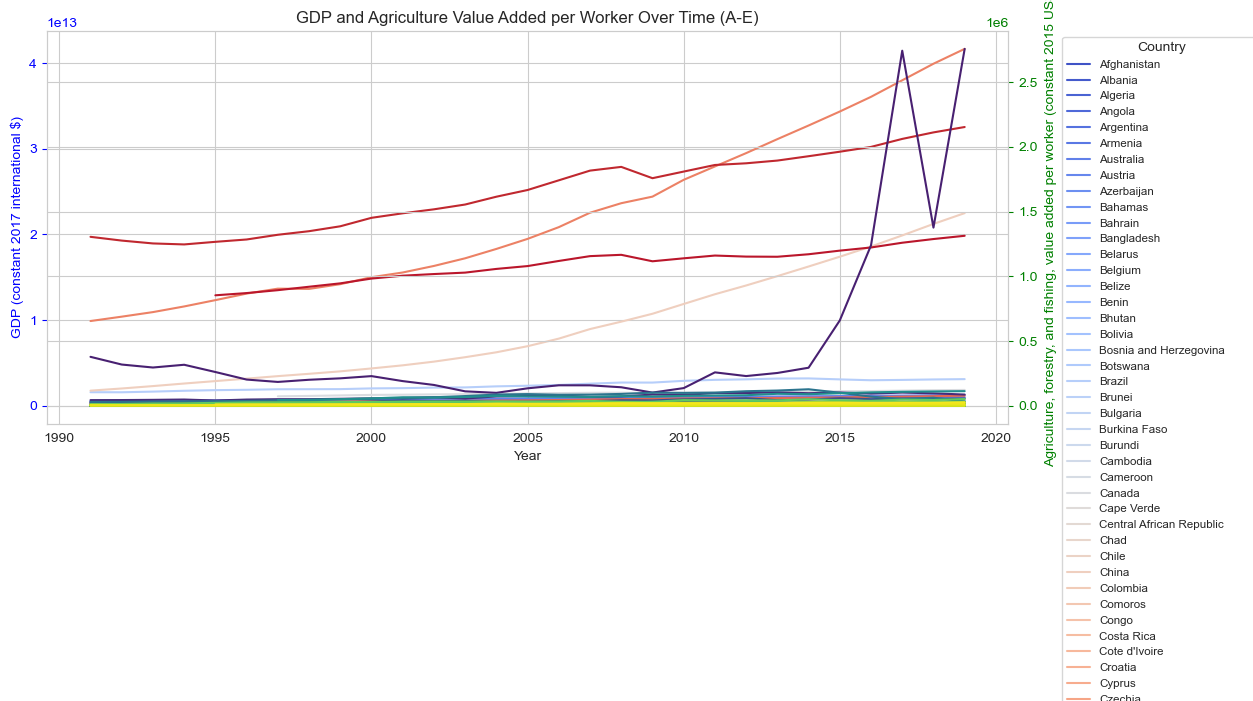 GDP and Agriculture Value Added per Worker Over Time (A-E)
1e13
1e6
GDP (constant 2017 international $)
4
3
2
1
0
2.5
2.0
1.5
1.0
0.5
0.0
Agriculture, forestry, and fishing, value added per worker (constant 2015 US
1990
1995
2000
2005
2010
2015
2020
Year
Country
Afghanistan
Albania
Algeria
Angola
Argentina
Armenia
Australia
Austria
Azerbaijan
Bahamas
Bahrain
Bangladesh
Belarus
Belgium
Belize
Benin
Bhutan
Bolivia
Bosnia and Herzegovina
Botswana
Brazil
Brunei
Bulgaria
Burkina Faso
Burundi
Cambodia
Cameroon
Canada
Cape Verde
Central African Republic
Chad
Chile
China
Colombia
Comoros
Congo
Costa Rica
Cote d'Ivoire
Croatia
Cyprus
Czechia